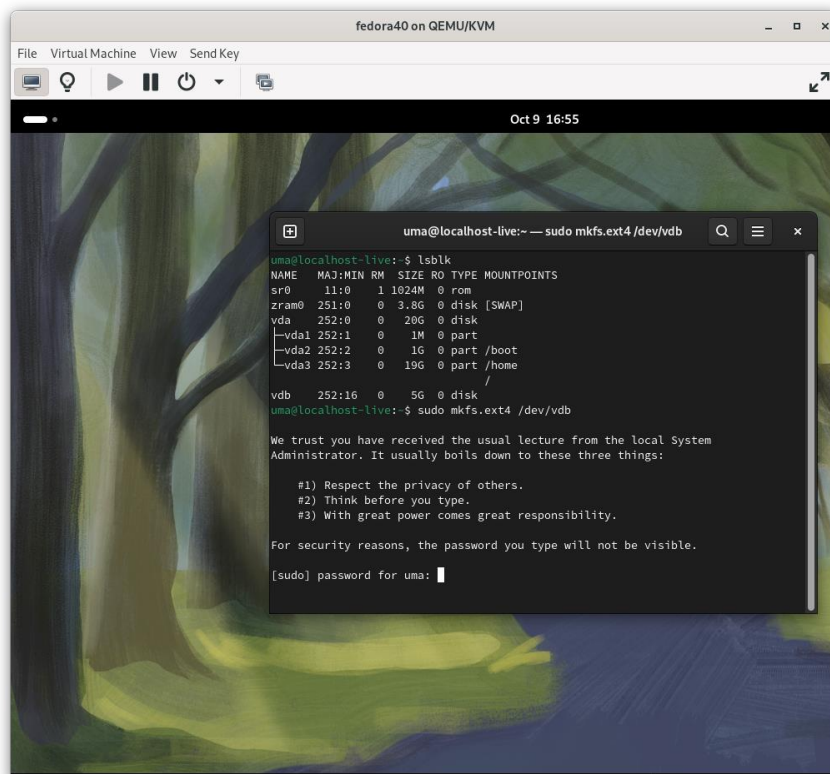 fedora40 on QEMU/KVM
File Virtual Machine View Send Key
Oct 9 16:55
uma@localhost-live:~ — sudo mkfs.ext4 /dev/vdb
uma@localhost-live:~$ lsblk
NAME   MAJ:MIN RM  SIZE RO TYPE MOUNTPOINTS
sr0     11:0    1 1024M  0 rom
zram0  251:0    0  3.8G  0 disk [SWAP]
vda    252:0    0   20G  0 disk
├─vda1 252:1    0    1M  0 part
├─vda2 252:2    0    1G  0 part /boot
└─vda3 252:3    0   19G  0 part /home
                                /
vdb    252:16   0    5G  0 disk
uma@localhost-live:~$ sudo mkfs.ext4 /dev/vdb
We trust you have received the usual lecture from the local System
Administrator. It usually boils down to these three things:
#1) Respect the privacy of others.
#2) Think before you type.
#3) With great power comes great responsibility.
For security reasons, the password you type will not be visible.
[sudo] password for uma: